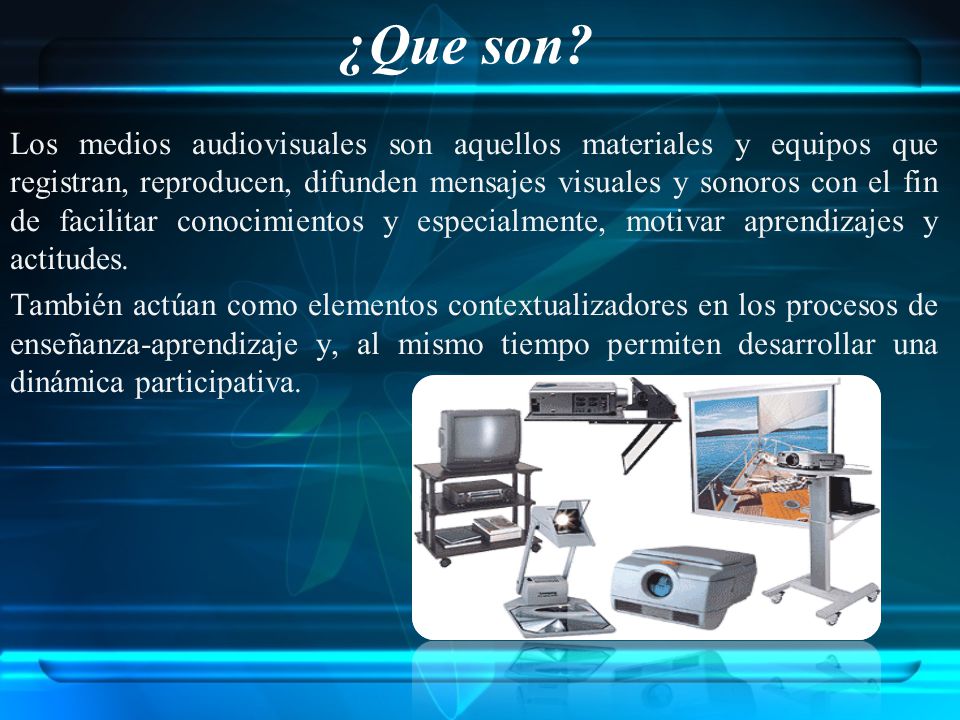 ¿Que son?
Los medios audiovisuales son aquellos materiales y equipos que
registran, reproducen, difunden mensajes visuales y sonoros con el fin
de facilitar conocimientos y especialmente, motivar aprendizajes y
actitudes.
También actúan como elementos contextualizadores en los procesos de
enseñanza-aprendizaje y, al mismo tiempo permiten desarrollar una
dinámica participativa.